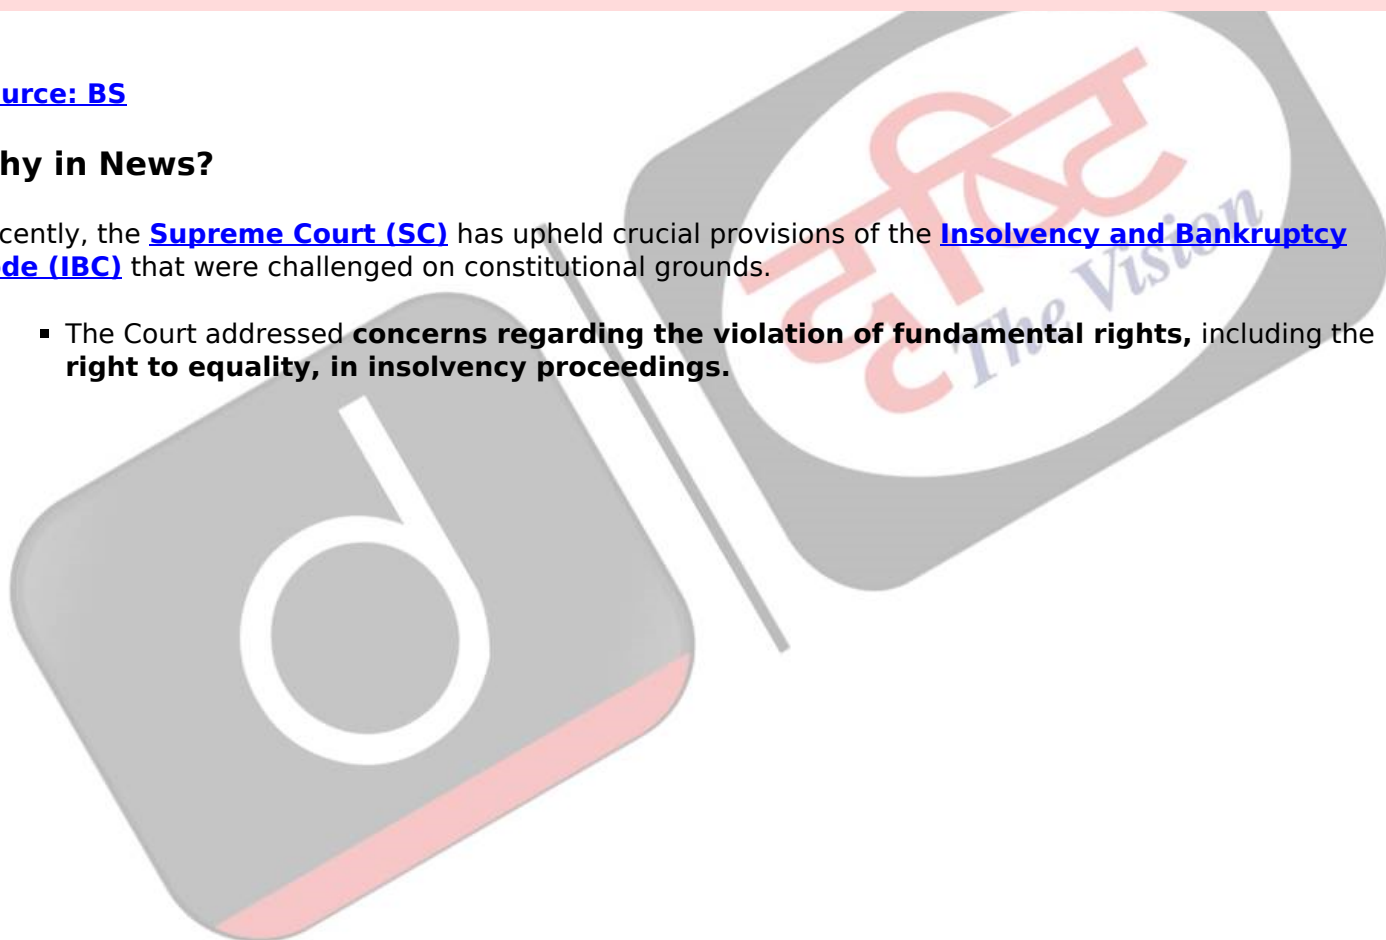 urce: BS
hy in News?
cently, the Supreme Court (SC) has upheld crucial provisions of the Insolvency and Bankruptcy
de (IBC) that were challenged on constitutional grounds.
▪ The Court addressed concerns regarding the violation of fundamental rights, including the
right to equality, in insolvency proceedings.
दृष्टि
The Vision
d